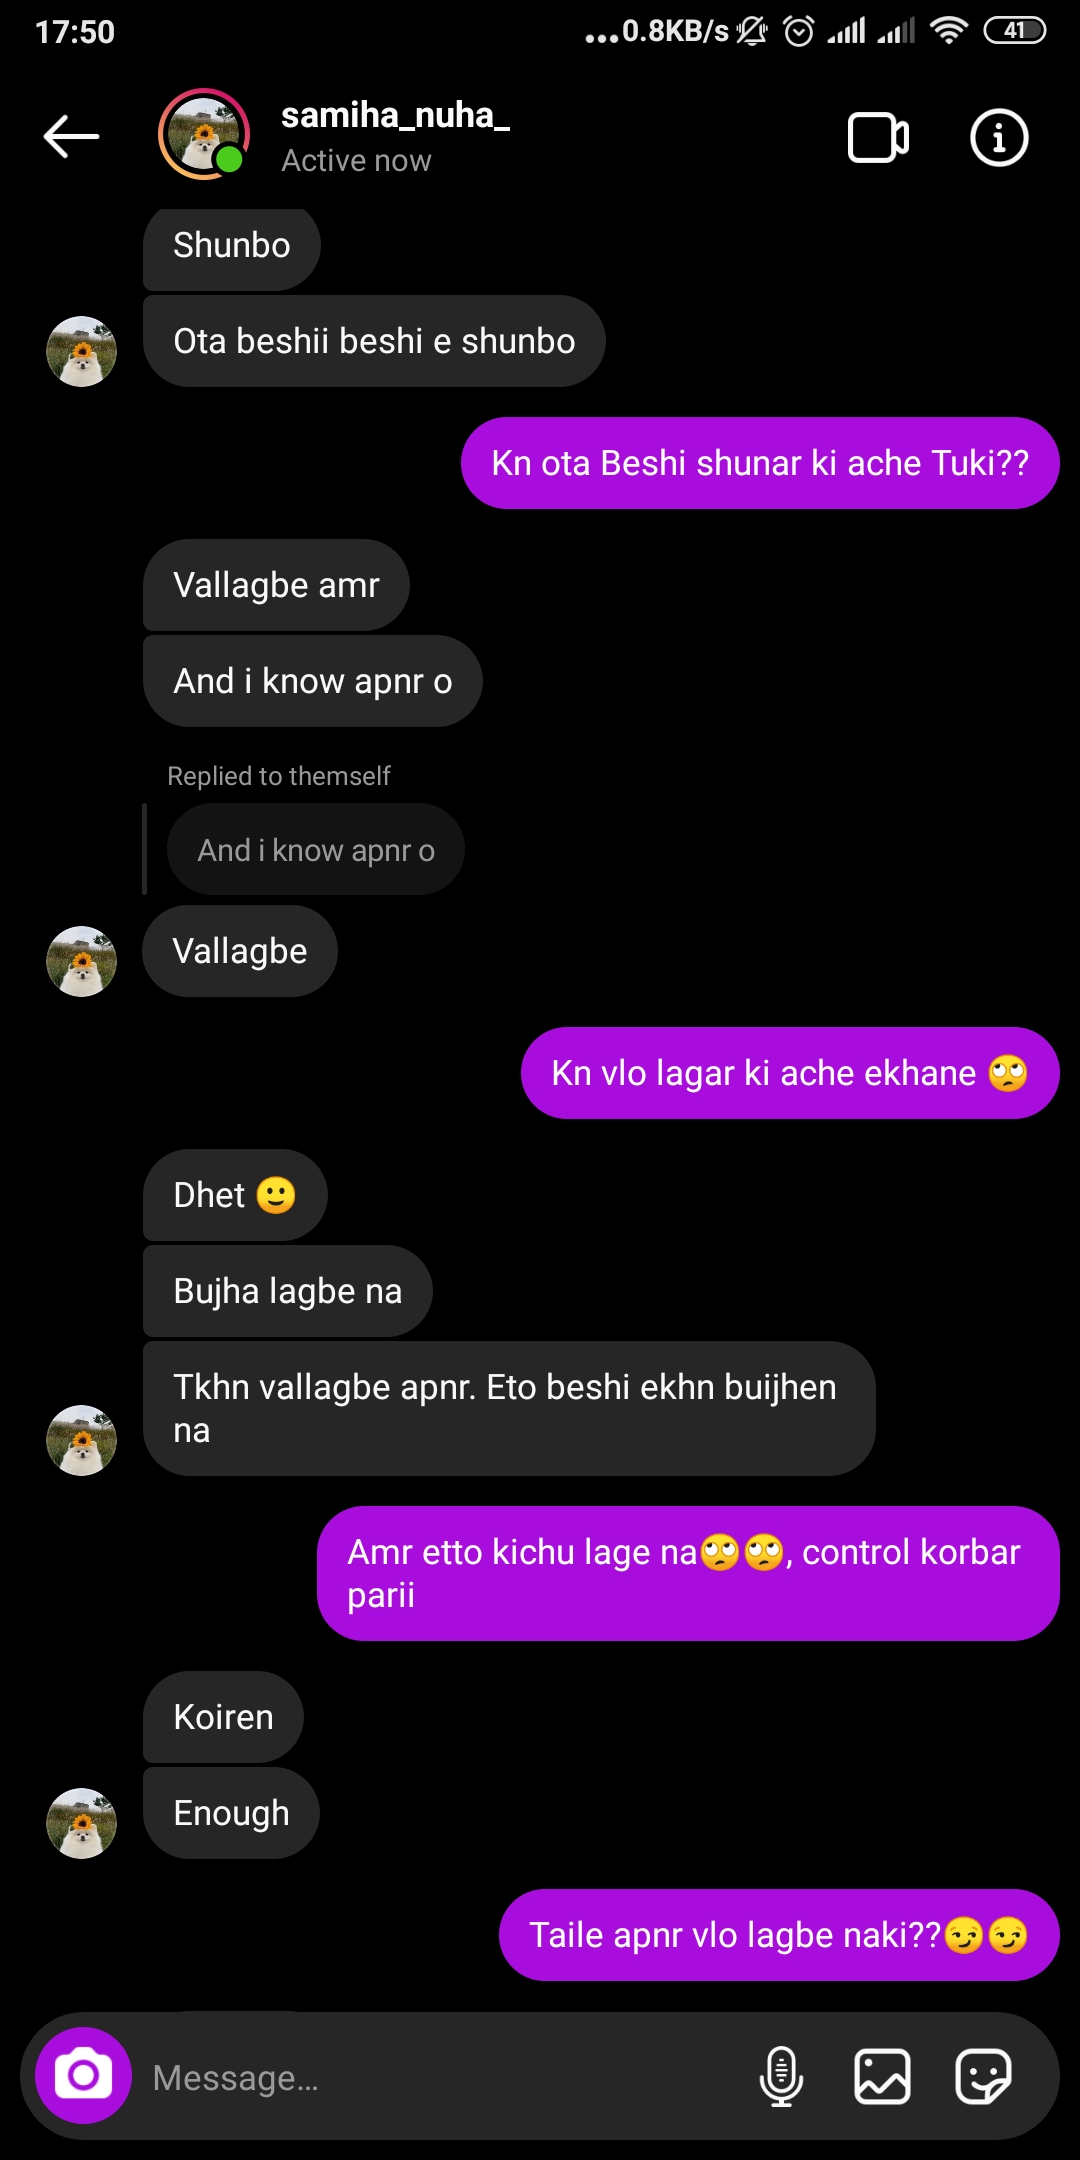 17:50
...0.8KB/s
41
samiha_nuha_
Active now
Shunbo
Ota beshii beshi e shunbo
Kn ota Beshi shunar ki ache Tuki??
Vallagbe amr
And i know apnr o
Replied to themself
And i know apnr o
Vallagbe
Kn vlo lagar ki ache ekhane 🙄
Dhet 🙂
Bujha lagbe na
Tkhn vallagbe apnr. Eto beshi ekhn buijhen
na
Amr etto kichu lage na🙄🙄, control korbar
parii
Koiren
Enough
Taile apnr vlo lagbe naki??😏😏
Message...